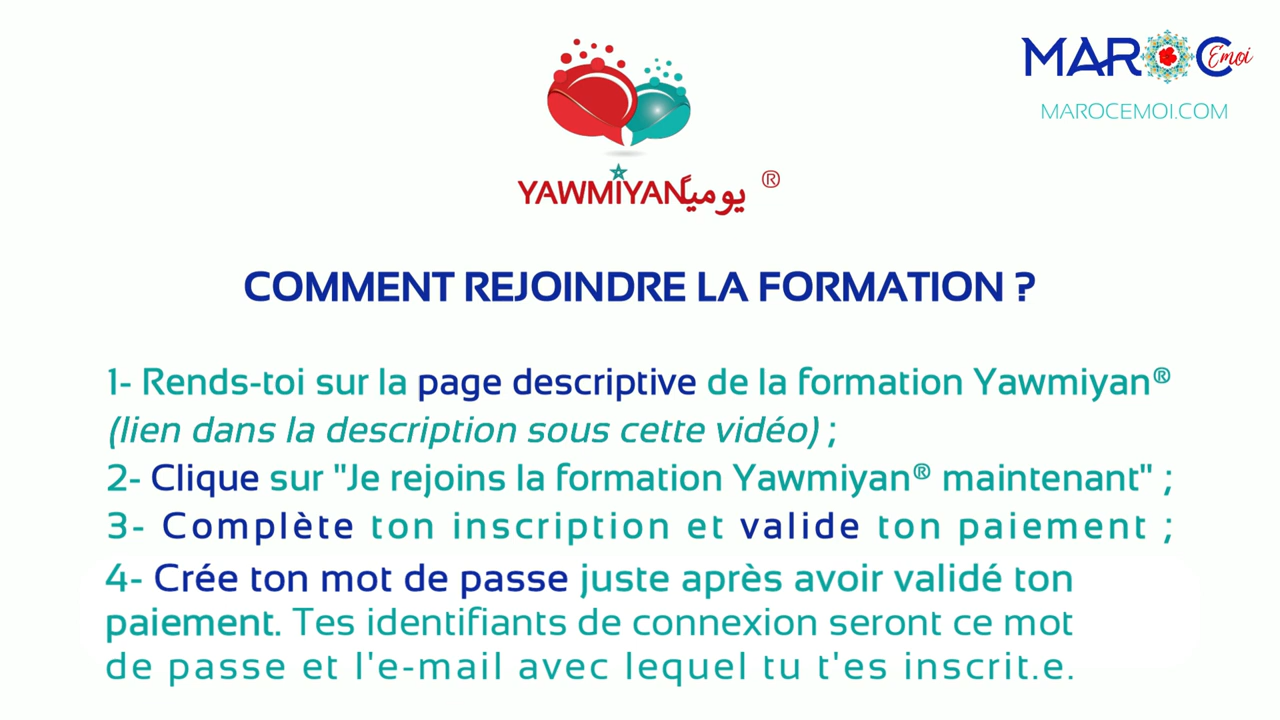 MAROC Emoi
MAROCEMOI.COM
YAWMIYAN يوميگ ®
COMMENT REJOINDRE LA FORMATION ?
1- Rends-toi sur la page descriptive de la formation Yawmiyan®
(lien dans la description sous cette vidéo) ;
2- Clique sur "Je rejoins la formation Yawmiyan® maintenant" ;
3- Complète ton inscription et valide ton paiement ;
4- Crée ton mot de passe juste après avoir validé ton
paiement. Tes identifiants de connexion seront ce mot
de passe et l'e-mail avec lequel tu t'es inscrit.e.